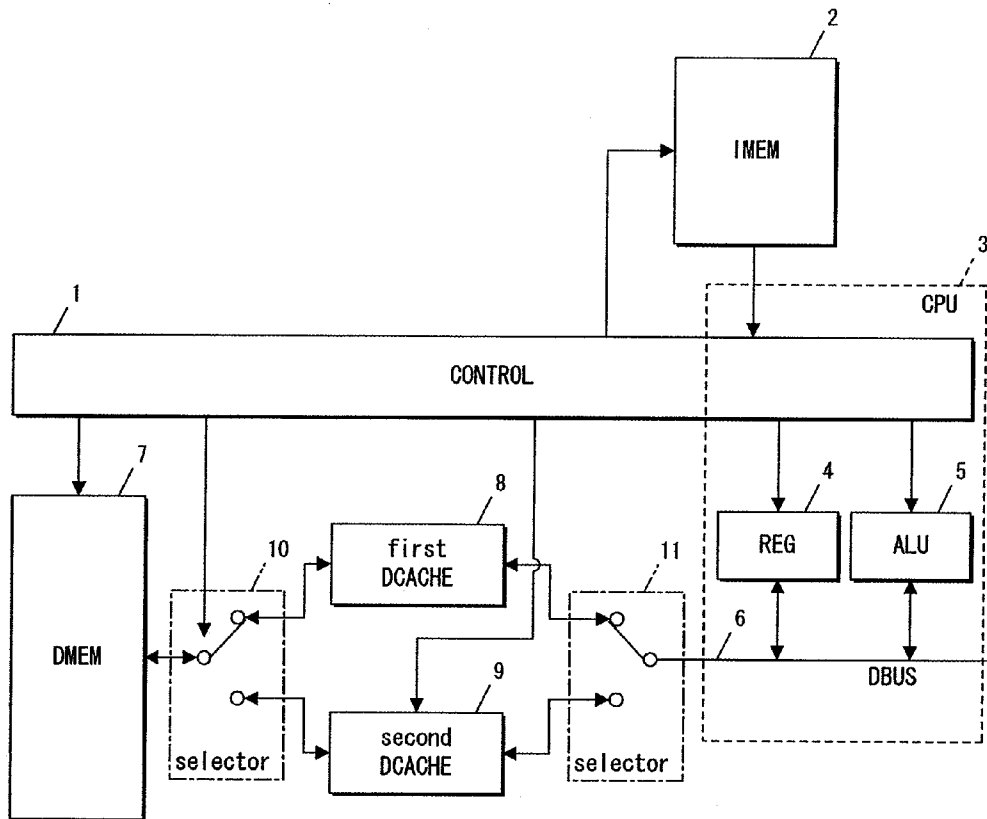 2
IMEM
3
CPU
1
CONTROL
7
8
4
5
first
DCACHE
REG
ALU
10
11
DMEM
6
DBUS
9
second
DCACHE
selector
selector